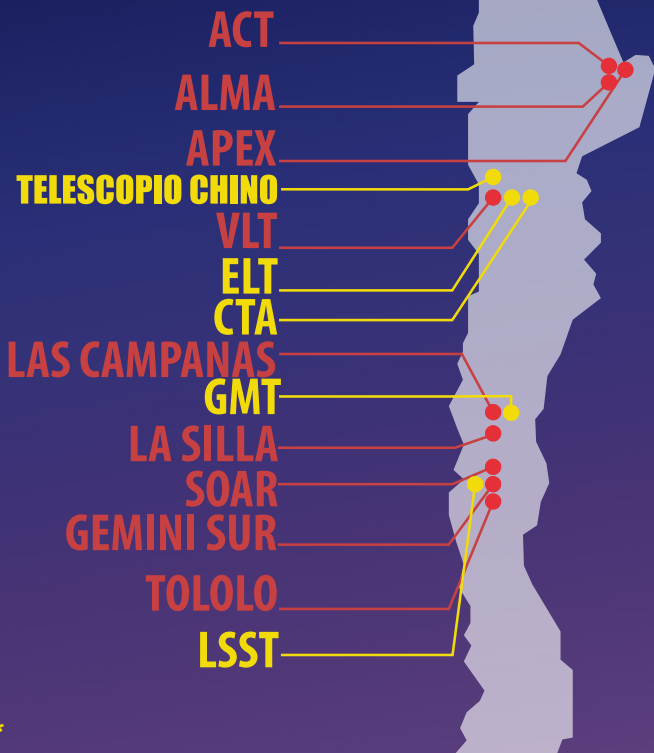 ACT
ALMA
APEX
TELESCOPIO CHINO
VLT
ELT
CTA
LAS CAMPANAS
GMT
LA SILLA
SOAR
GEMINI SUR
TOLOLO
LSST
*